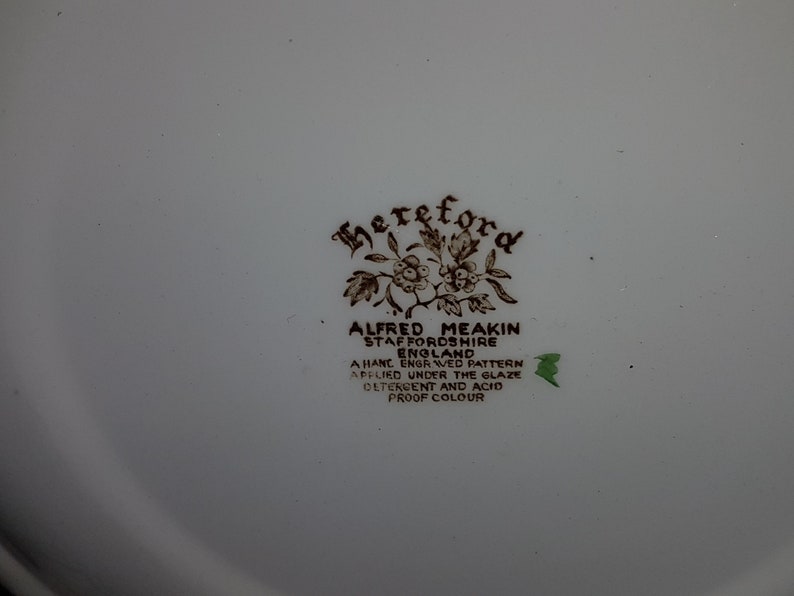 Hereford
ALFRED MEAKIN
STAFFORDSHIRE
ENGLAND
A HAND ENGRAVED PATTERN
APPLIED UNDER THE GLAZE
DETERGENT AND ACID
PROOF COLOUR